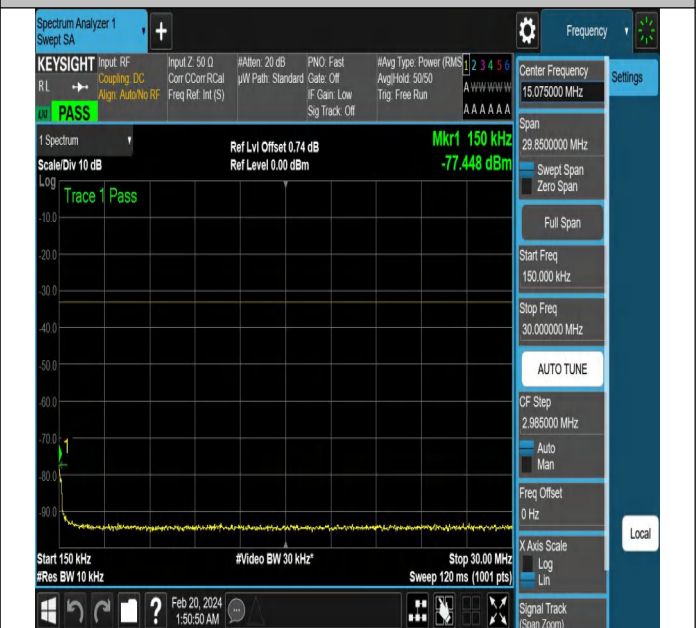 Spectrum Analyzer 1
Swept SA
+
Frequency
KEYSIGHT
RL
Input: RF
Coupling: DC
Align: Auto/No RF
Input Z: 50 Ω
Corr CCorr RCal
Freq Ref: Int (S)
#Atten: 20 dB
µW Path: Standard
PNO: Fast
Gate: Off
IF Gain: Low
Sig Track: Off
#Avg Type: Power (RMS
Avg|Hold: 50/50
Trig: Free Run
1 2 3 4 5 6
A W W W W W
A A A A A A
PASS
1 Spectrum
Scale/Div 10 dB
Ref Lvl Offset 0.74 dB
Ref Level 0.00 dBm
Mkr1 150 kHz
-77.448 dBm
Log
Trace 1 Pass
-10.0
-20.0
-30.0
-40.0
-50.0
-60.0
-70.0
1
-80.0
-90.0
Start 150 kHz
#Res BW 10 kHz
#Video BW 30 kHz*
Stop 30.00 MHz
Sweep 120 ms (1001 pts)
Feb 20, 2024
1:50:50 AM
?
Center Frequency
15.075000 MHz
Settings
Span
29.8500000 MHz
Swept Span
Zero Span
Full Span
Start Freq
150.000 kHz
Stop Freq
30.000000 MHz
AUTO TUNE
CF Step
2.985000 MHz
Auto
Man
Freq Offset
0 Hz
Local
X Axis Scale
Log
Lin
Signal Track
(Span Zoom)